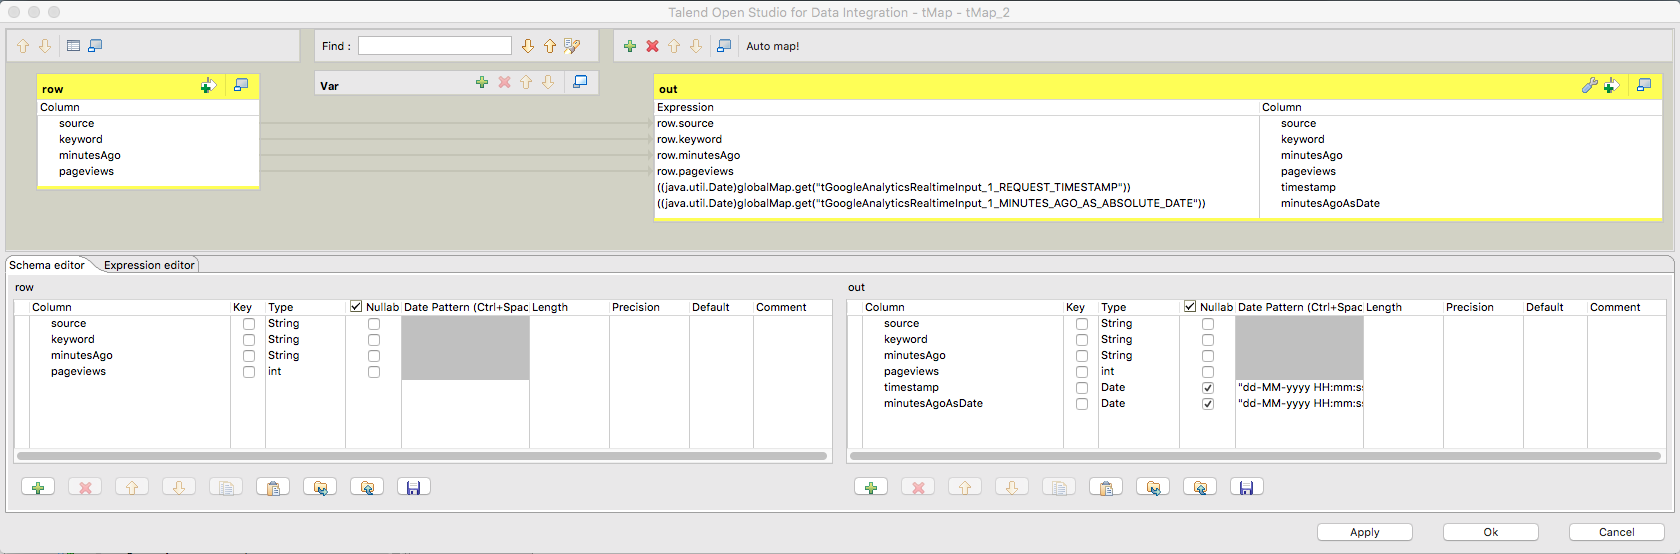 Talend Open Studio for Data Integration - tMap - tMap_2
Find :
Auto map!
Var
row
Column
source
keyword
minutesAgo
pageviews
out
Expression Column
row.source source
row.keyword keyword
row.minutesAgo minutesAgo
row.pageviews pageviews
((java.util.Date)globalMap.get("tGoogleAnalyticsRealtimeInput_1_REQUEST_TIMESTAMP")) timestamp
((java.util.Date)globalMap.get("tGoogleAnalyticsRealtimeInput_1_MINUTES_AGO_AS_ABSOLUTE_DATE")) minutesAgoAsDate
Schema editor Expression editor
row
Column Key Type Nullab Date Pattern (Ctrl+Spac Length Precision Default Comment
source String
keyword String
minutesAgo String
pageviews int
out
Column Key Type Nullab Date Pattern (Ctrl+Spac Length Precision Default Comment
source String
keyword String
minutesAgo String
pageviews int
timestamp Date "dd-MM-yyyy HH:mm:s
minutesAgoAsDate Date "dd-MM-yyyy HH:mm:s
Apply Ok Cancel